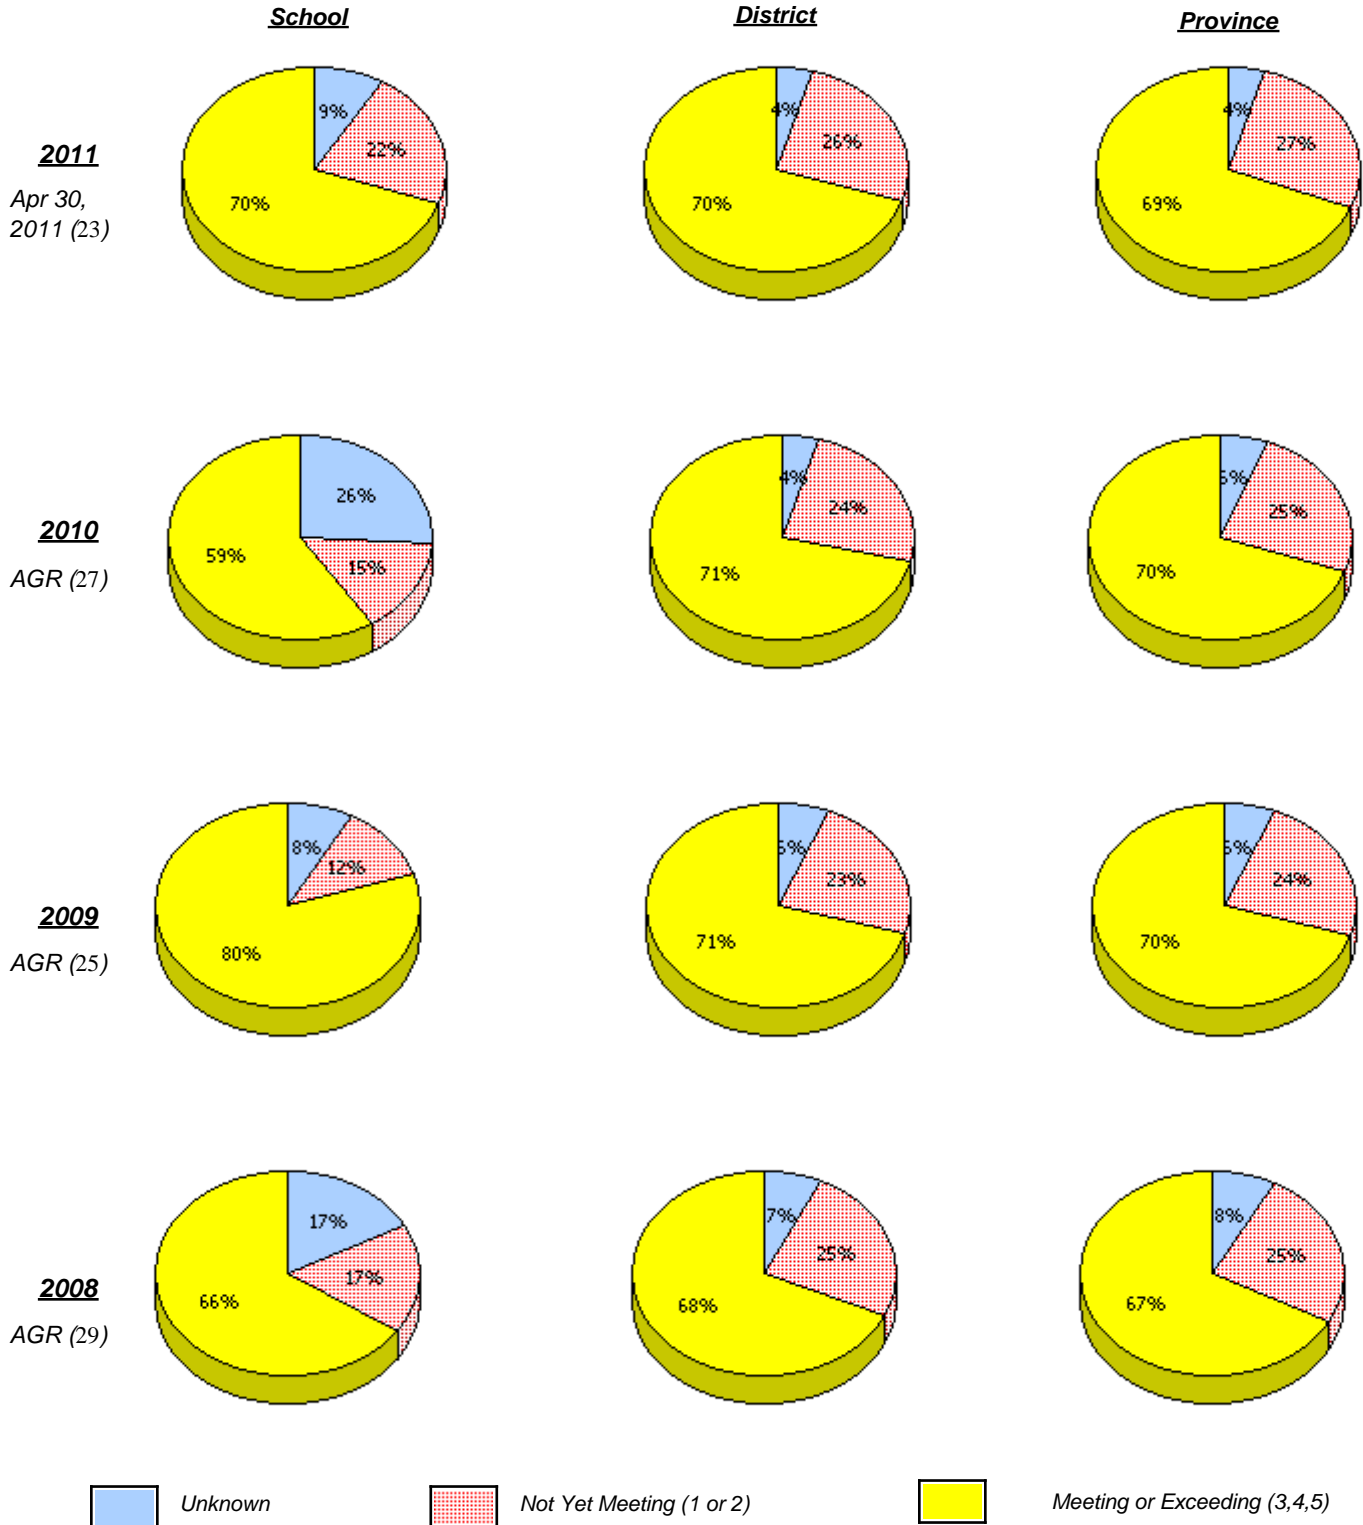 School District Province
9% 4% 4%
22% 26% 27%
2011
Apr 30,
2011 (23)
70% 70% 69%
26% 4%
2010
59% 15% 24% 25%
AGR (27)
71% 70%
8%
12% 23% 24%
2009
AGR (25)
80% 71% 70%
17% 7% 8%
17% 25% 25%
2008
66% 68% 67%
AGR (29)
Unknown Not Yet Meeting (1 or 2) Meeting or Exceeding (3,4,5)